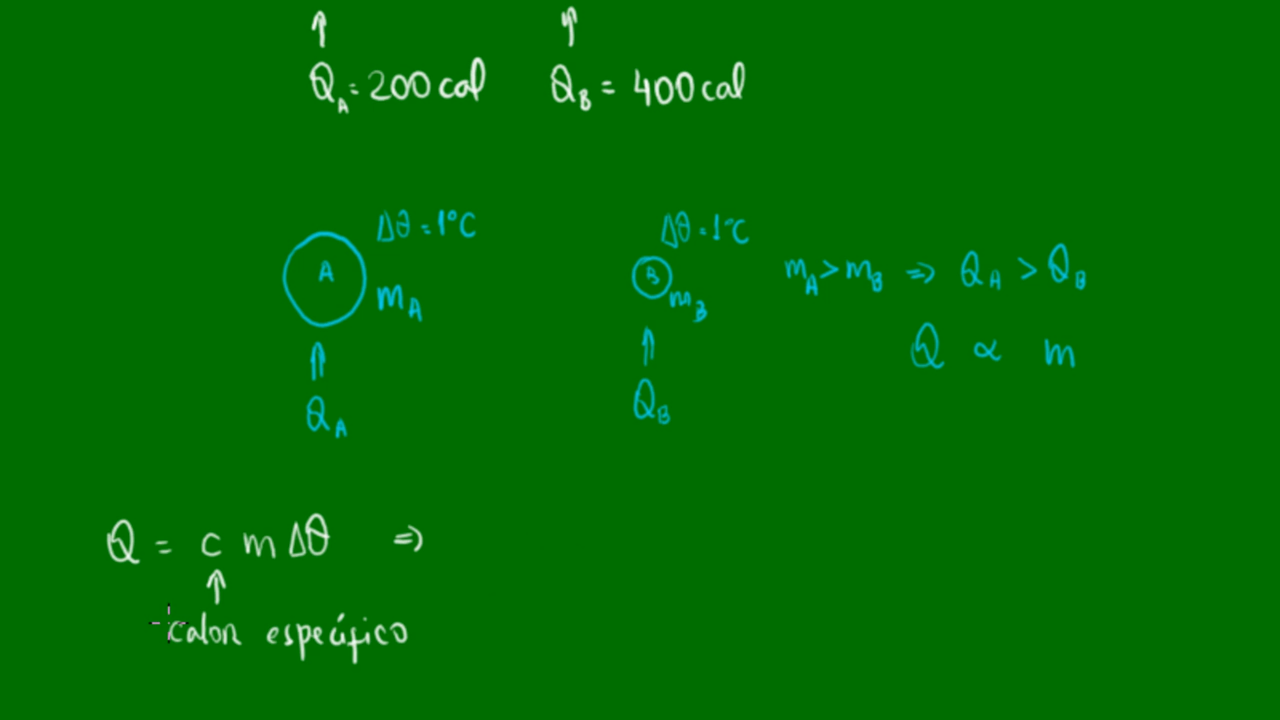 ↑ ↑
Q_A = 200 cal Q_B = 400 cal
Δθ = 1°C Δθ = 1°C
A B m_A > m_B ⇒ Q_A > Q_B
m_A m_B
Q ∝ m
↑ ↑
Q_A Q_B
Q = c m Δθ ⇒
↑
calor específico